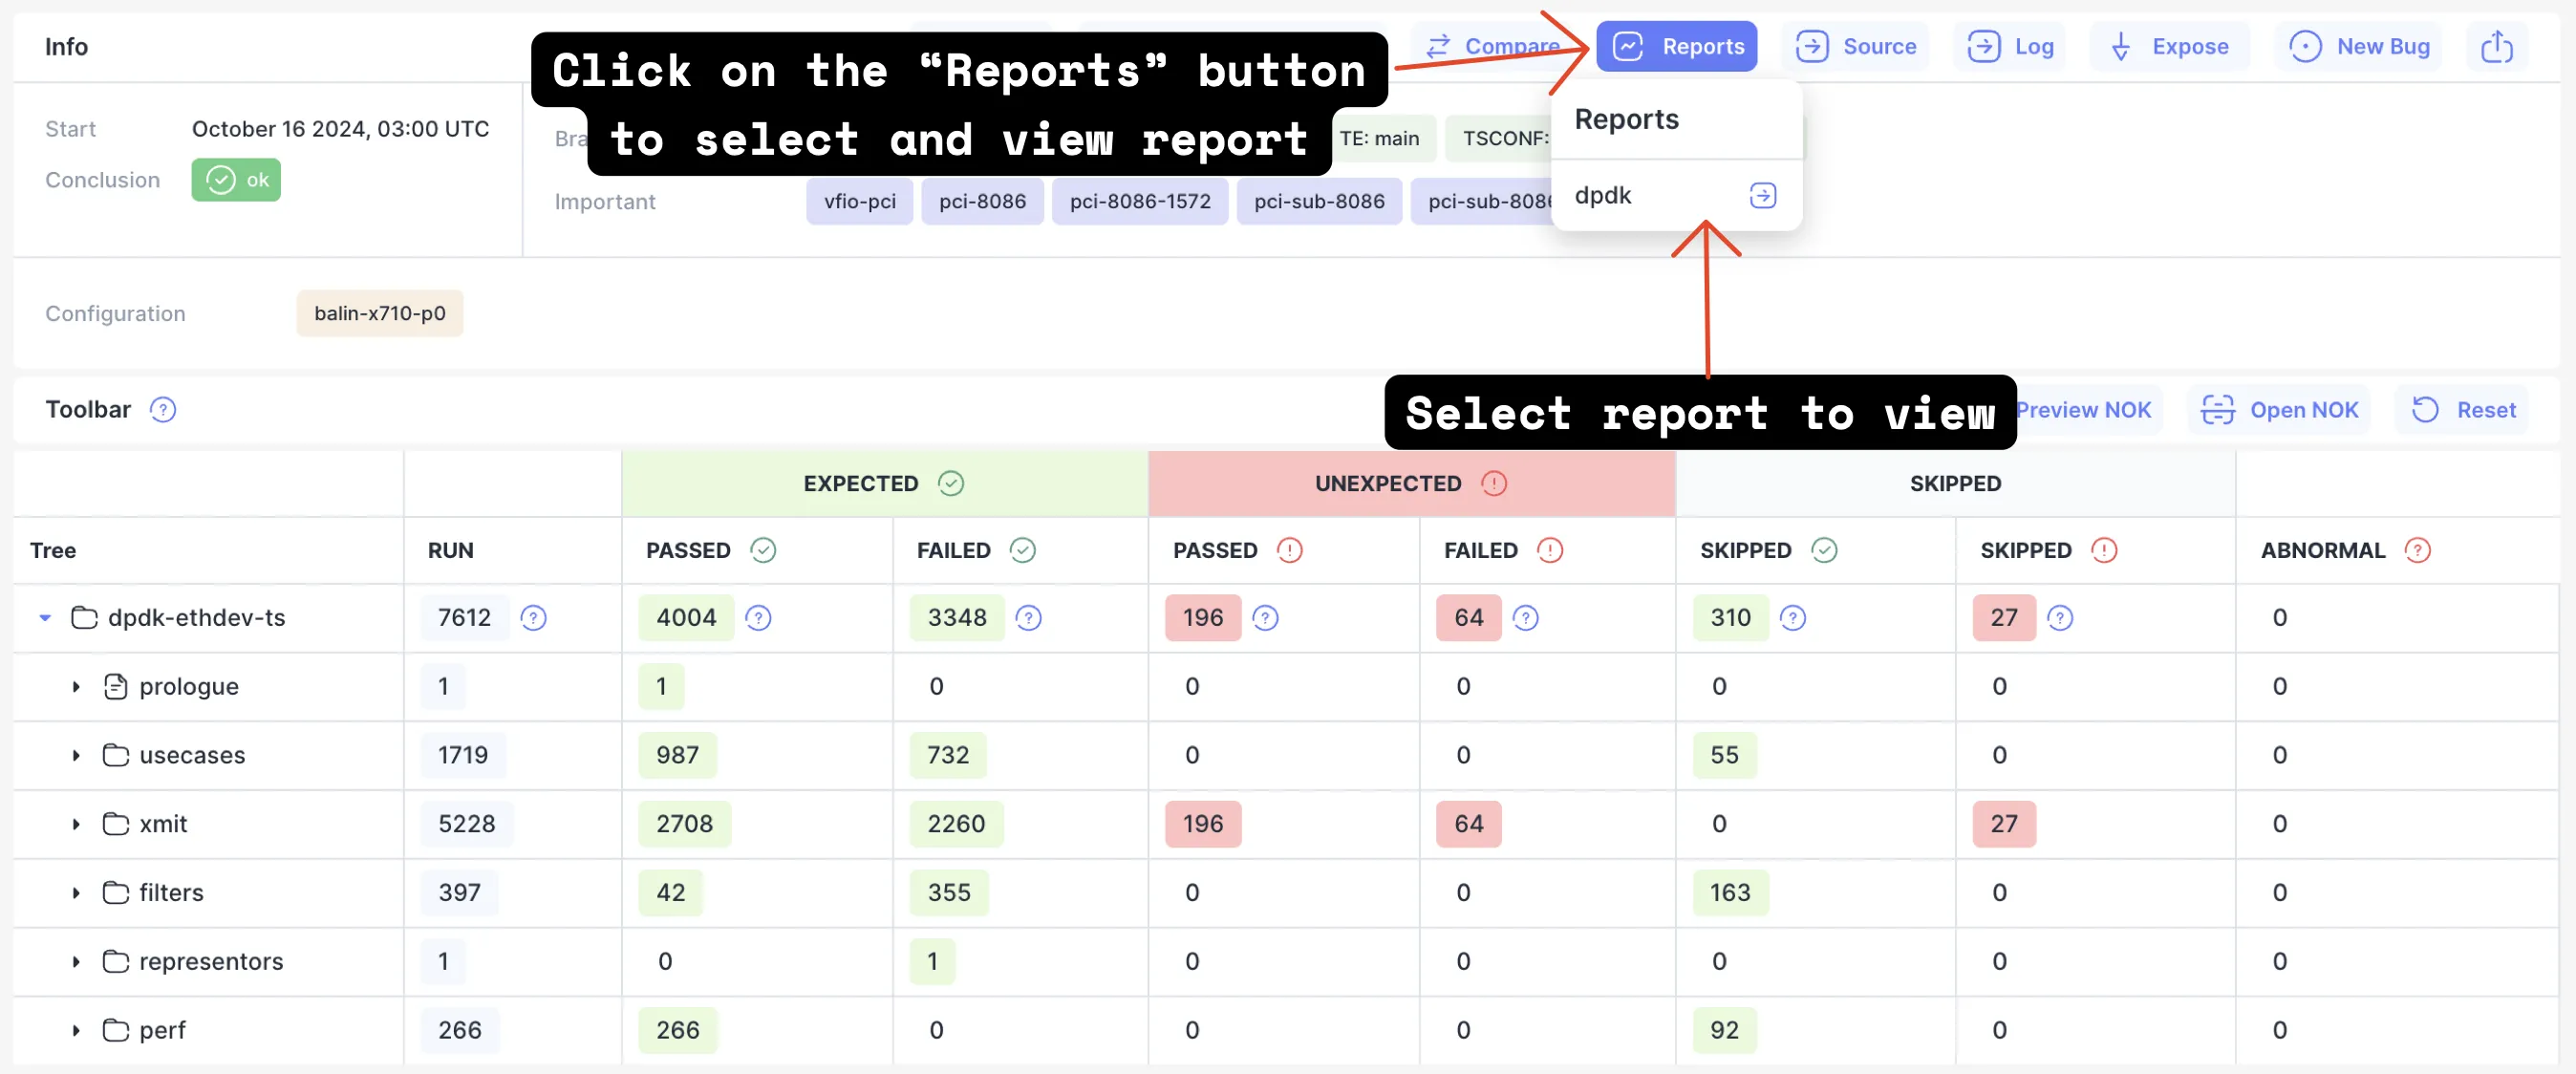 Info
Click on the “Reports” button
to select and view report
Compare
Reports
Source
Log
Expose
New Bug
Start October 16 2024, 03:00 UTC
Conclusion ok
TE: main TSCONF:
Important vfio-pci pci-8086 pci-8086-1572 pci-sub-8086 pci-sub-8086
Reports
dpdk
Configuration balin-x710-p0
Toolbar
Select report to view
Preview NOK
Open NOK
Reset
EXPECTED UNEXPECTED SKIPPED
Tree RUN PASSED FAILED PASSED FAILED SKIPPED SKIPPED ABNORMAL
dpdk-ethdev-ts 7612 4004 3348 196 64 310 27 0
prologue 1 1 0 0 0 0 0 0
usecases 1719 987 732 0 0 55 0 0
xmit 5228 2708 2260 196 64 0 27 0
filters 397 42 355 0 0 163 0 0
representors 1 0 1 0 0 0 0 0
perf 266 266 0 0 0 92 0 0